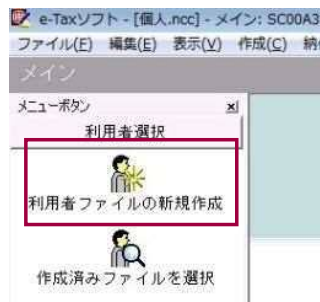 e-Taxソフト - [個人.ncc] - メイン: SC00A3
ファイル(F) 編集(E) 表示(V) 作成(C) 納
メイン
メニューボタン
利用者選択
利用者ファイルの新規作成
作成済みファイルを選択